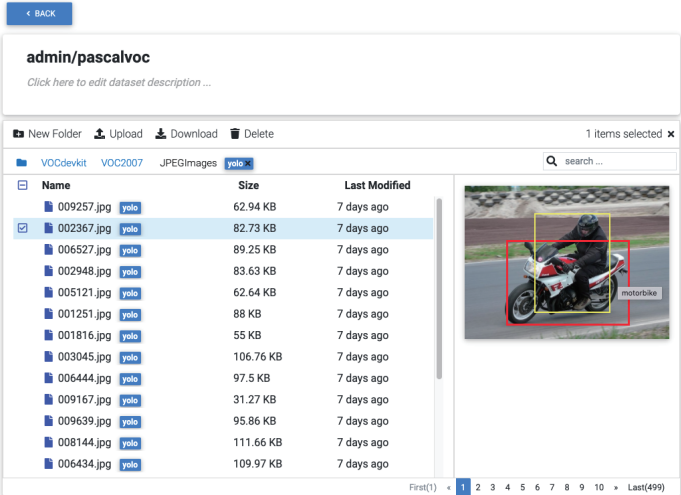 < BACK
admin/pascalvoc
Click here to edit dataset description ...
New Folder Upload Download Delete 1 items selected ×
VOCdevkit VOC2007 JPEGImages yolo × search ...
Name Size Last Modified
009257.jpg yolo 62.94 KB 7 days ago
002367.jpg yolo 82.73 KB 7 days ago
006527.jpg yolo 89.25 KB 7 days ago
002948.jpg yolo 83.63 KB 7 days ago
005121.jpg yolo 62.64 KB 7 days ago
001251.jpg yolo 88 KB 7 days ago
001816.jpg yolo 55 KB 7 days ago
003045.jpg yolo 106.76 KB 7 days ago
006444.jpg yolo 97.5 KB 7 days ago
009167.jpg yolo 31.27 KB 7 days ago
009639.jpg yolo 95.86 KB 7 days ago
008144.jpg yolo 111.66 KB 7 days ago
006434.jpg yolo 109.97 KB 7 days ago
motorbike
First(1) « 1 2 3 4 5 6 7 8 9 10 » Last(499)